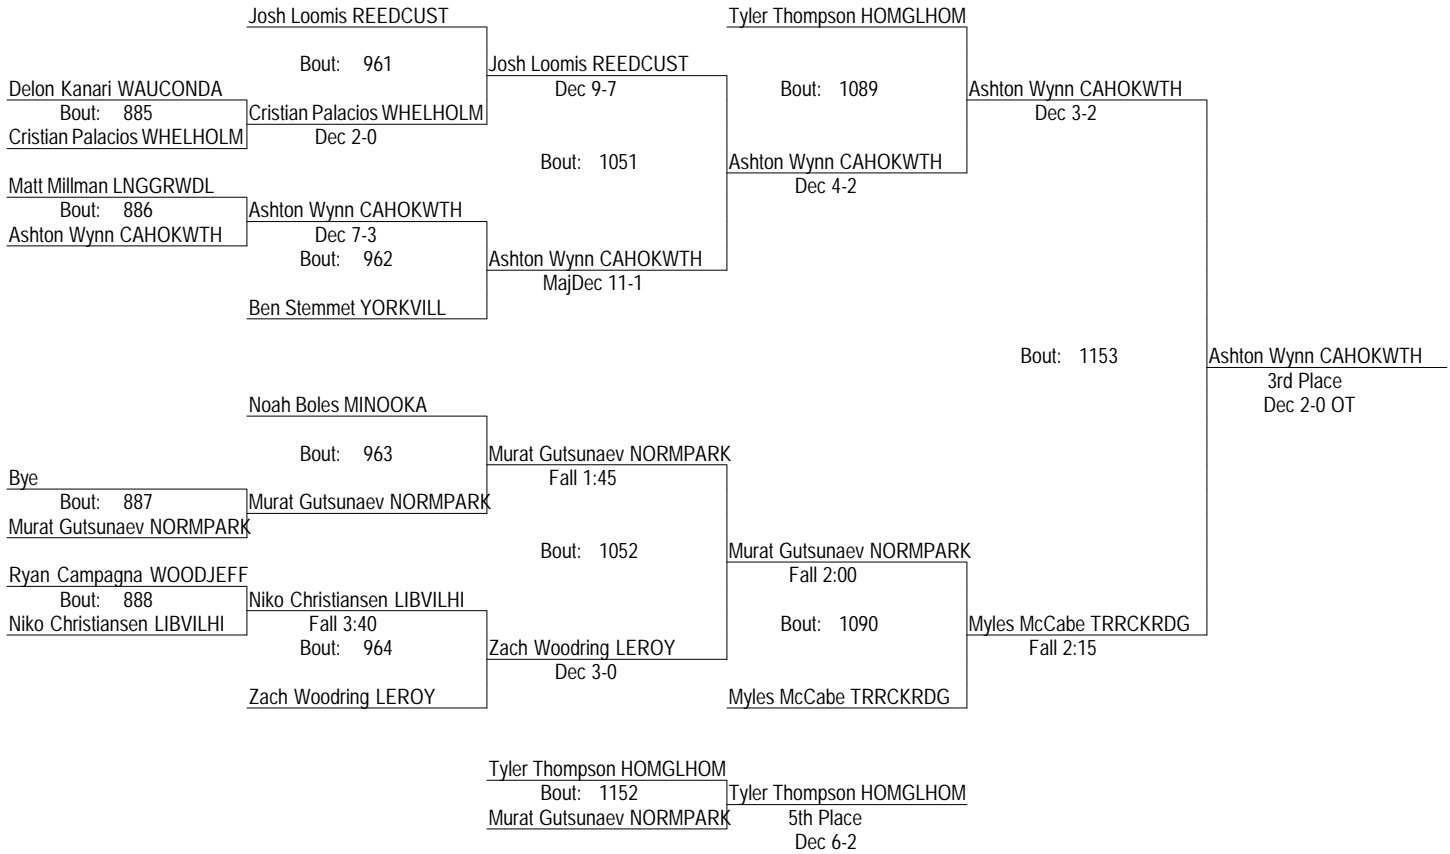 Josh Loomis REEDCUST
Tyler Thompson HOMGLHOM
Bout: 961
Josh Loomis REEDCUST
Delon Kanari WAUCONDA
Dec 9-7
Bout: 1089
Ashton Wynn CAHOKWTH
Bout: 885
Cristian Palacios WHELHOLM
Dec 3-2
Cristian Palacios WHELHOLM
Dec 2-0
Bout: 1051
Ashton Wynn CAHOKWTH
Matt Millman LNGGRWDL
Dec 4-2
Bout: 886
Ashton Wynn CAHOKWTH
Ashton Wynn CAHOKWTH
Dec 7-3
Bout: 962
Ashton Wynn CAHOKWTH
MajDec 11-1
Ben Stemmet YORKVILL
Bout: 1153
Ashton Wynn CAHOKWTH
3rd Place
Dec 2-0 OT
Noah Boles MINOOKA
Bout: 963
Murat Gutsunaev NORMPARK
Bye
Fall 1:45
Bout: 887
Murat Gutsunaev NORMPARK
Murat Gutsunaev NORMPARK
Bout: 1052
Murat Gutsunaev NORMPARK
Ryan Campagna WOODJEFF
Fall 2:00
Bout: 888
Niko Christiansen LIBVILHI
Niko Christiansen LIBVILHI
Fall 3:40
Bout: 1090
Myles McCabe TRRCKRDG
Bout: 964
Zach Woodring LEROY
Fall 2:15
Dec 3-0
Zach Woodring LEROY
Myles McCabe TRRCKRDG
Tyler Thompson HOMGLHOM
Bout: 1152
Tyler Thompson HOMGLHOM
Murat Gutsunaev NORMPARK
5th Place
Dec 6-2